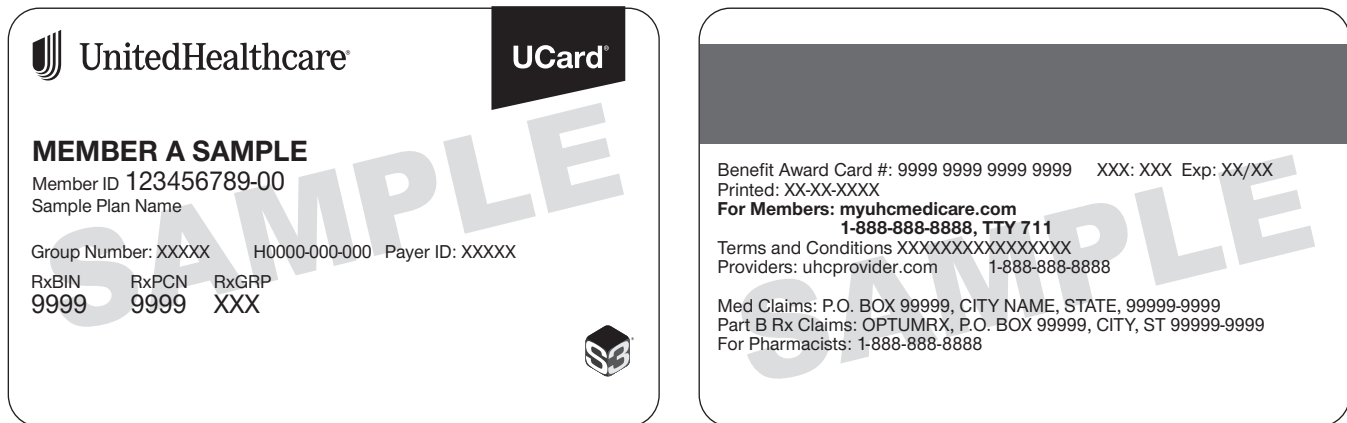 UnitedHealthcare®
UCard®
SAMPLE
MEMBER A SAMPLE
Member ID 123456789-00
Sample Plan Name
Group Number: XXXXX H0000-000-000 Payer ID: XXXXX
RxBIN RxPCN RxGRP
9999 9999 XXX
S3
SAMPLE
Benefit Award Card #: 9999 9999 9999 9999 XXX: XXX Exp: XX/XX
Printed: XX-XX-XXXX
For Members: myuhcmedicare.com
1-888-888-8888, TTY 711
Terms and Conditions XXXXXXXXXXXXXXXX
Providers: uhcprovider.com 1-888-888-8888
Med Claims: P.O. BOX 99999, CITY NAME, STATE, 99999-9999
Part B Rx Claims: OPTUMRX, P.O. BOX 99999, CITY, ST 99999-9999
For Pharmacists: 1-888-888-8888